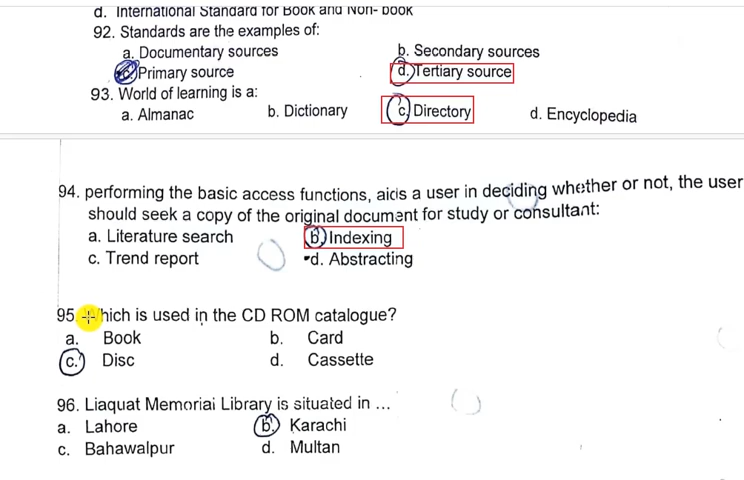 d. International Standard for Book and Non- book
92. Standards are the examples of:
a. Documentary sources b. Secondary sources
c. Primary source d. Tertiary source
93. World of learning is a:
a. Almanac b. Dictionary c. Directory d. Encyclopedia
94. performing the basic access functions, aids a user in deciding whether or not, the user
should seek a copy of the original document for study or consultant:
a. Literature search b. Indexing
c. Trend report d. Abstracting
95. Which is used in the CD ROM catalogue?
a. Book b. Card
c. Disc d. Cassette
96. Liaquat Memorial Library is situated in ...
a. Lahore b. Karachi
c. Bahawalpur d. Multan